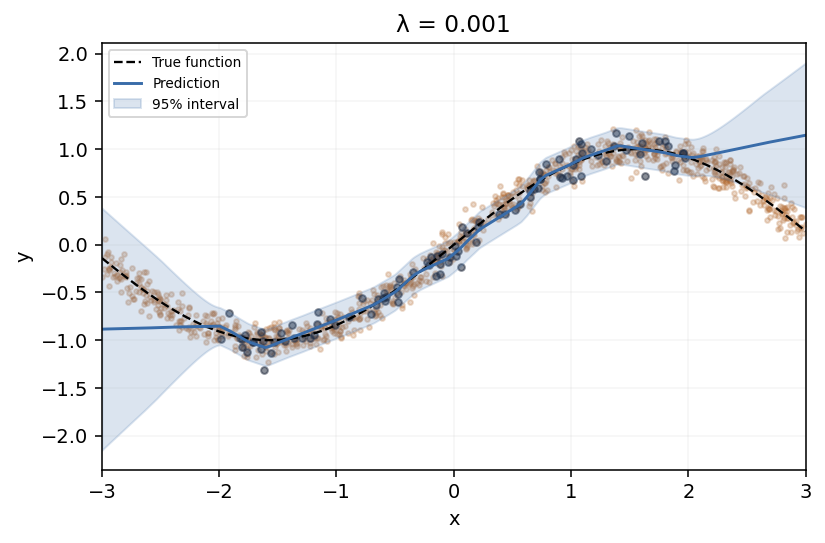 λ = 0.001
True function
Prediction
95% interval
y
2.0
1.5
1.0
0.5
0.0
−0.5
−1.0
−1.5
−2.0
−3 −2 −1 0 1 2 3
x